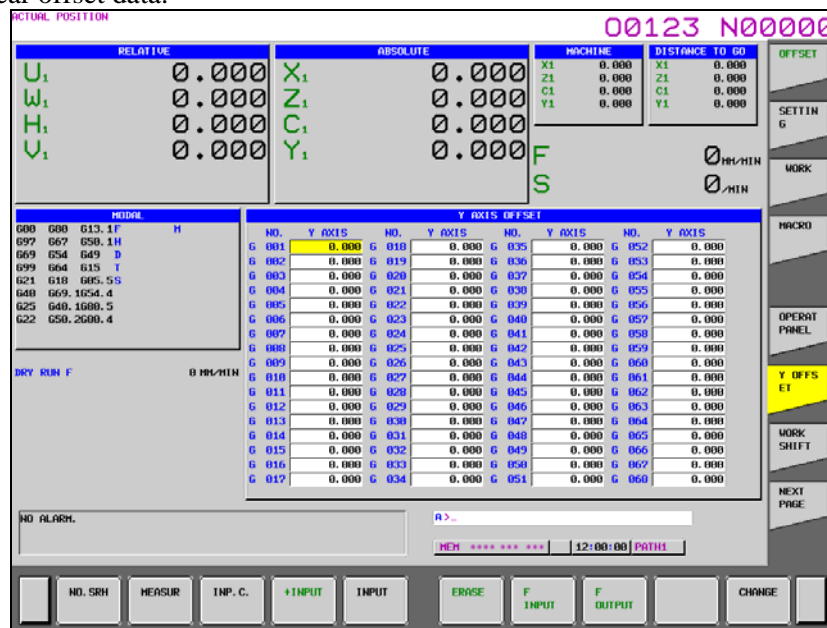 ear offset data.
ACTUAL POSITION
O0123 N00000
RELATIVE
U1 0.000
W1 0.000
H1 0.000
V1 0.000
ABSOLUTE
X1 0.000
Z1 0.000
C1 0.000
Y1 0.000
MACHINE
X1 0.000
Z1 0.000
C1 0.000
Y1 0.000
DISTANCE TO GO
X1 0.000
Z1 0.000
C1 0.000
Y1 0.000
F 0 MM/MIN
S 0 /MIN
MODAL
G00 G80 G13.1 F M
G97 G67 G50.1 H
G69 G54 G49 D
G99 G64 G15 T
G21 G18 G05.5 S
G40 G69.1 G54.4
G25 G40.1 G80.5
G22 G50.2 G00.4
DRY RUN F 0 MM/MIN
Y AXIS OFFSET
NO. Y AXIS NO. Y AXIS NO. Y AXIS NO. Y AXIS
G 001 0.000 G 018 0.000 G 035 0.000 G 052 0.000
G 002 0.000 G 019 0.000 G 036 0.000 G 053 0.000
G 003 0.000 G 020 0.000 G 037 0.000 G 054 0.000
G 004 0.000 G 021 0.000 G 038 0.000 G 055 0.000
G 005 0.000 G 022 0.000 G 039 0.000 G 056 0.000
G 006 0.000 G 023 0.000 G 040 0.000 G 057 0.000
G 007 0.000 G 024 0.000 G 041 0.000 G 058 0.000
G 008 0.000 G 025 0.000 G 042 0.000 G 059 0.000
G 009 0.000 G 026 0.000 G 043 0.000 G 060 0.000
G 010 0.000 G 027 0.000 G 044 0.000 G 061 0.000
G 011 0.000 G 028 0.000 G 045 0.000 G 062 0.000
G 012 0.000 G 029 0.000 G 046 0.000 G 063 0.000
G 013 0.000 G 030 0.000 G 047 0.000 G 064 0.000
G 014 0.000 G 031 0.000 G 048 0.000 G 065 0.000
G 015 0.000 G 032 0.000 G 049 0.000 G 066 0.000
G 016 0.000 G 033 0.000 G 050 0.000 G 067 0.000
G 017 0.000 G 034 0.000 G 051 0.000 G 068 0.000
NO ALARM.
A>_
MEM **** *** *** 12:00:00 PATH1
OFFSET
SETTIN
G
WORK
MACRO
OPERAT
PANEL
Y OFFS
ET
WORK
SHIFT
NEXT
PAGE
NO. SRH MEASUR INP. C. +INPUT INPUT ERASE F INPUT F OUTPUT CHANGE